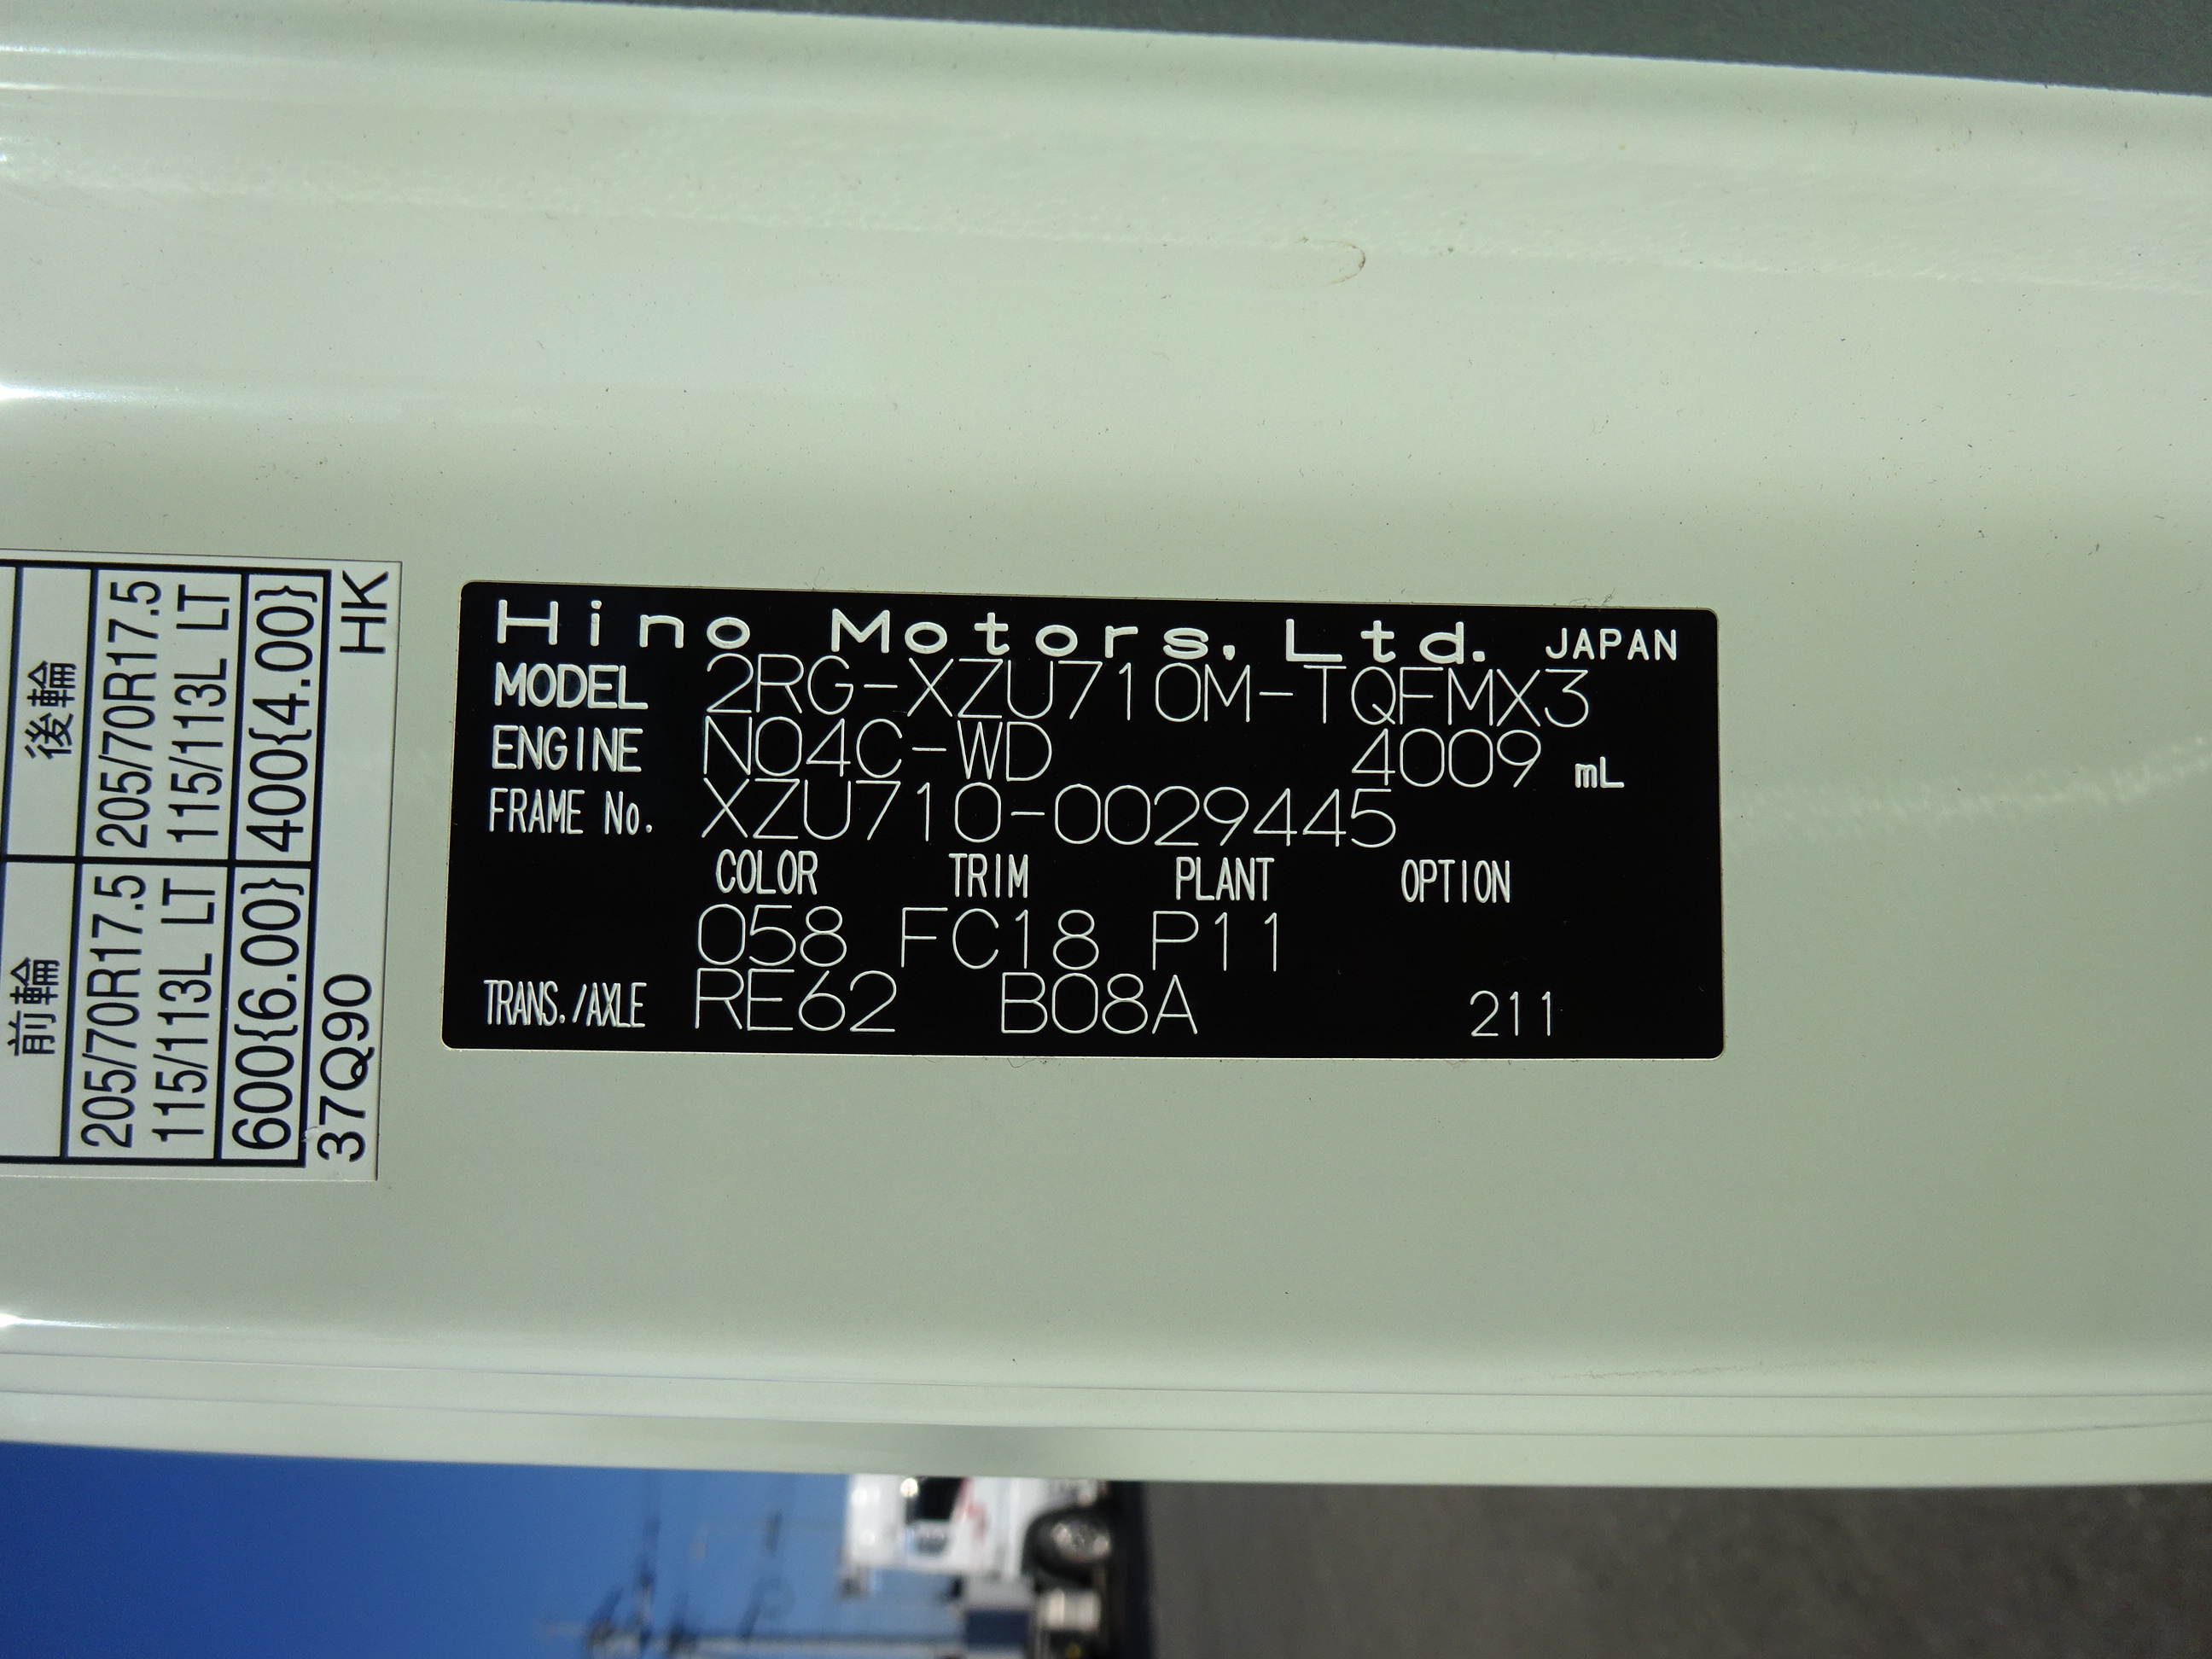 Hino Motors, Ltd. JAPAN
MODEL 2RG-XZU710M-TQFMX3
ENGINE N04C-WD 4009 mL
FRAME No. XZU710-0029445
COLOR TRIM PLANT OPTION
058 FC18 P11
TRANS./AXLE RE62 B08A 211
前輪 後輪
205/70R17.5 205/70R17.5
115/113L LT 115/113L LT
600{6.00} 400{4.00}
37Q90 HK